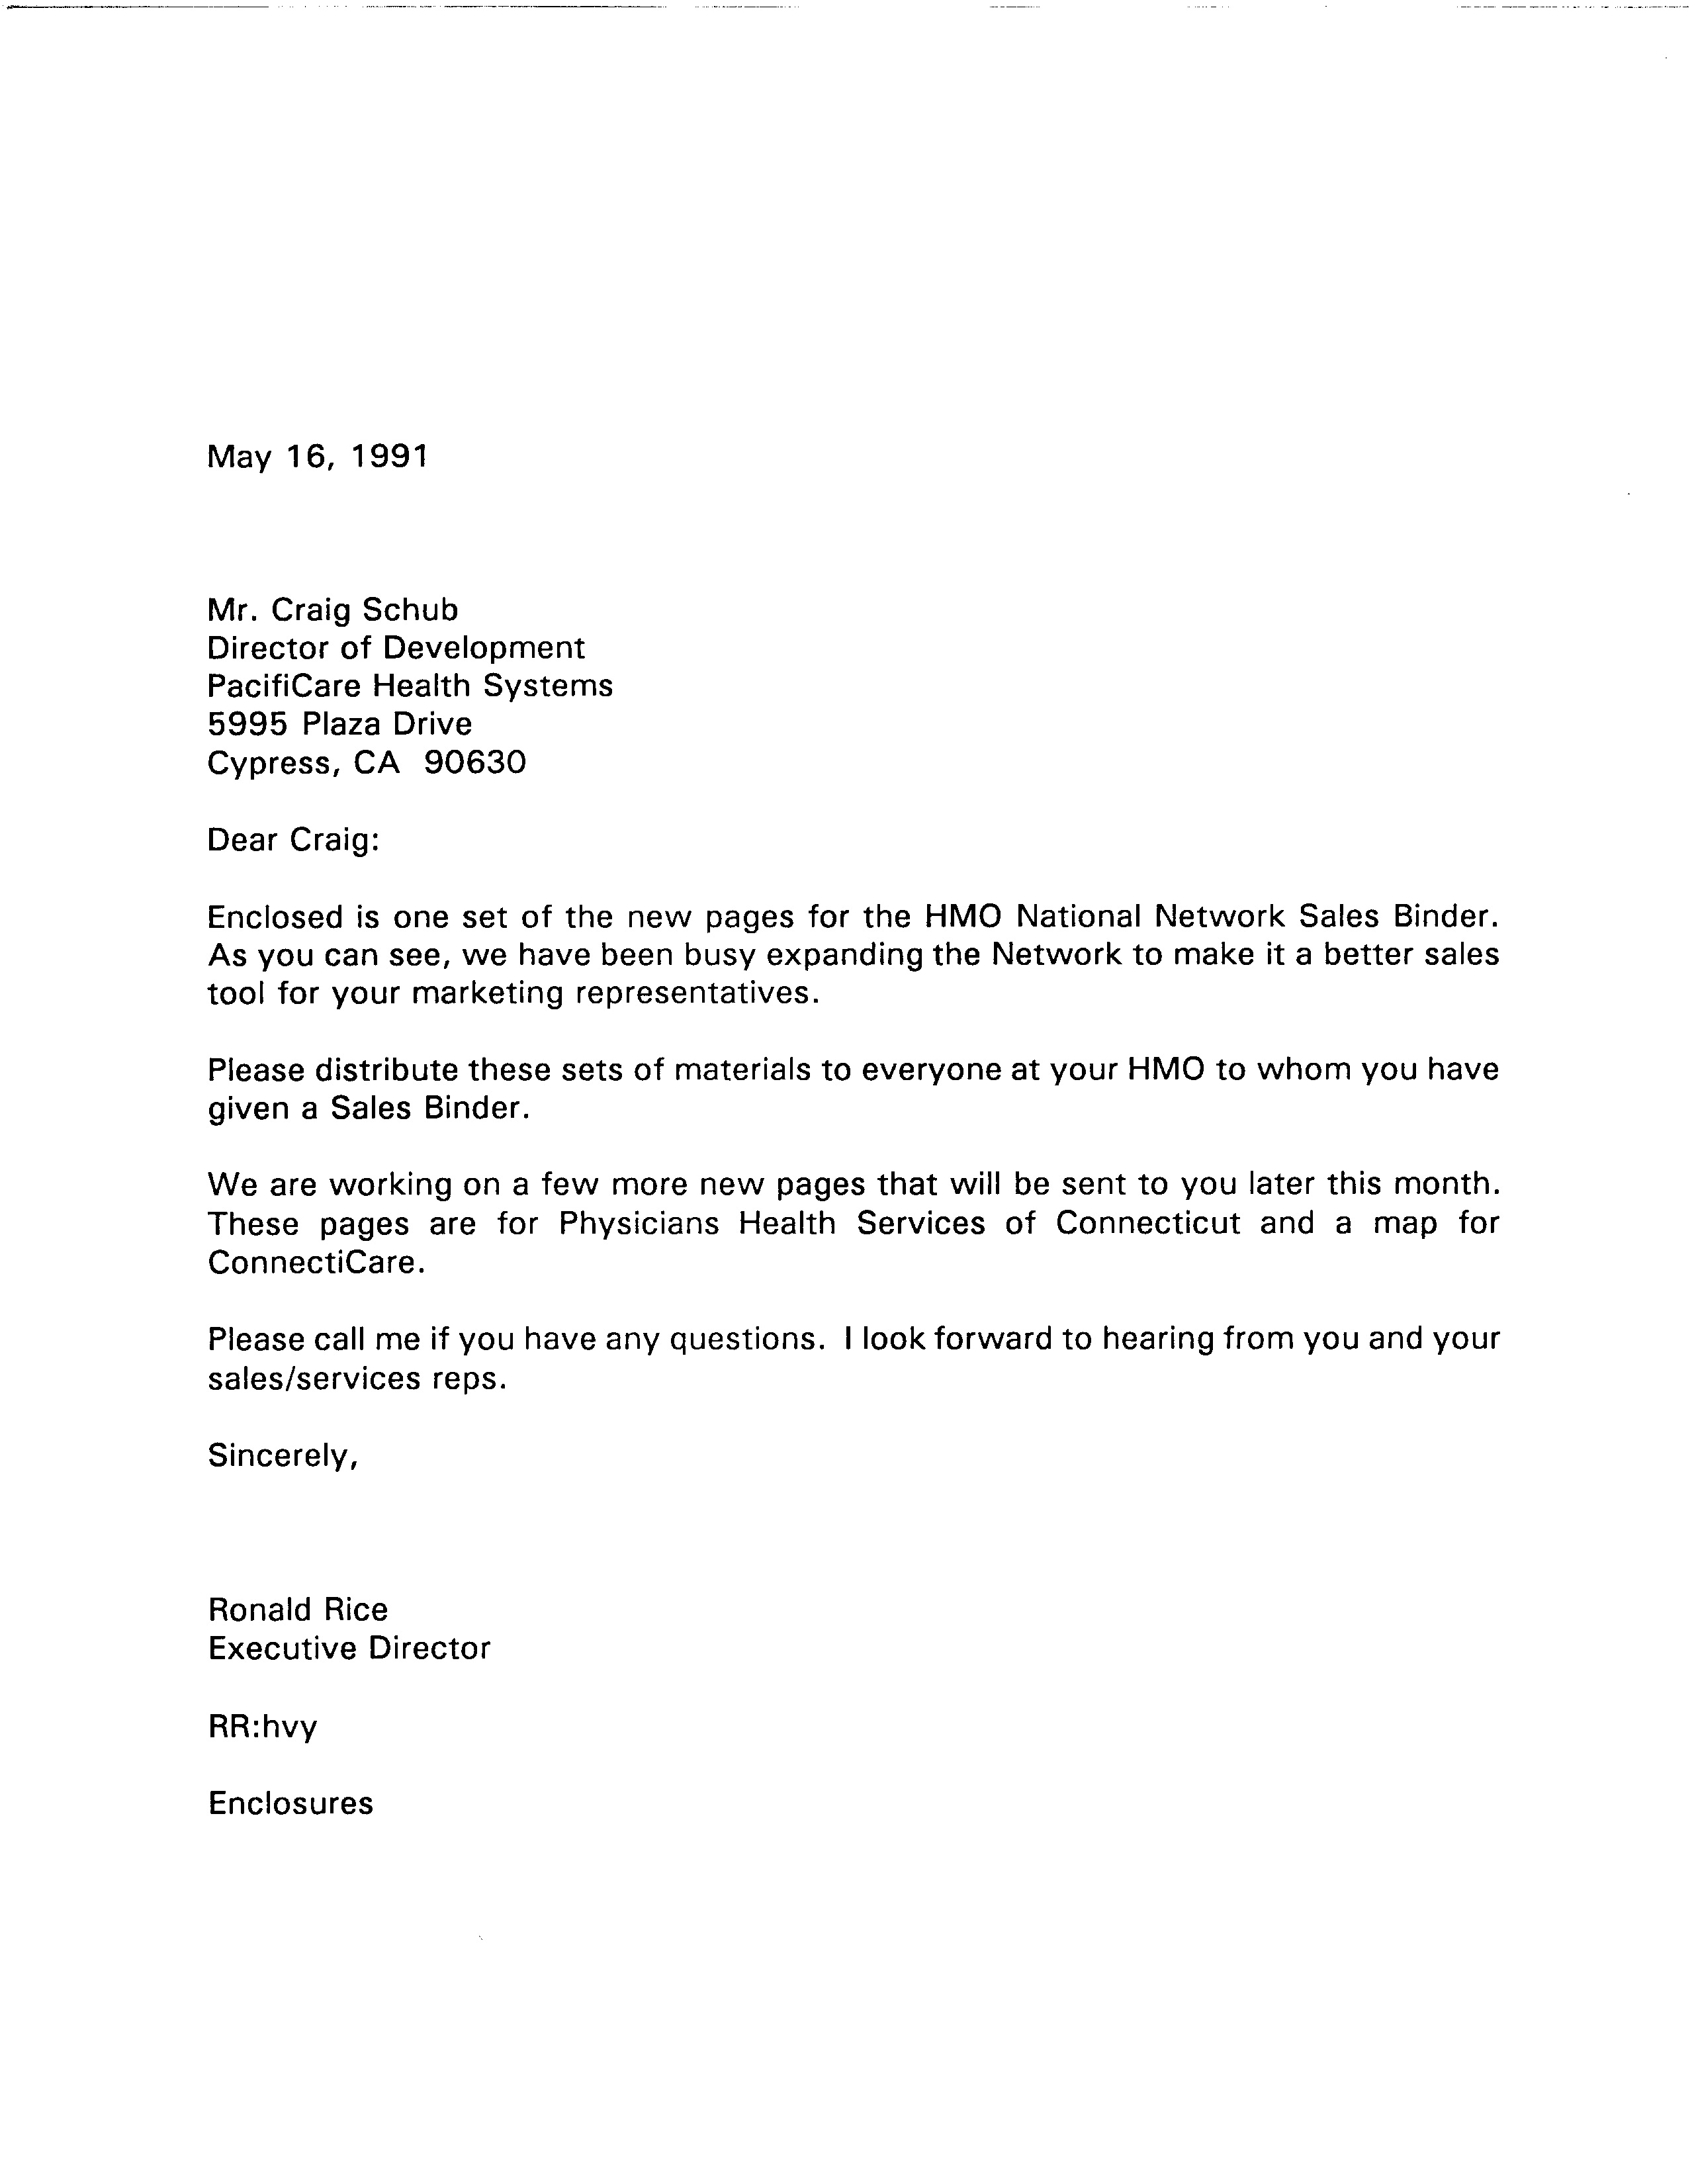 May 16, 1991
Mr. Craig Schub
Director of Development
PacifiCare Health Systems
5995 Plaza Drive
Cypress, CA  90630
Dear Craig:
Enclosed is one set of the new pages for the HMO National Network Sales Binder.
As you can see, we have been busy expanding the Network to make it a better sales
tool for your marketing representatives.
Please distribute these sets of materials to everyone at your HMO to whom you have
given a Sales Binder.
We are working on a few more new pages that will be sent to you later this month.
These pages are for Physicians Health Services of Connecticut and a map for
ConnectiCare.
Please call me if you have any questions.  I look forward to hearing from you and your
sales/services reps.
Sincerely,
Ronald Rice
Executive Director
RR:hvy
Enclosures